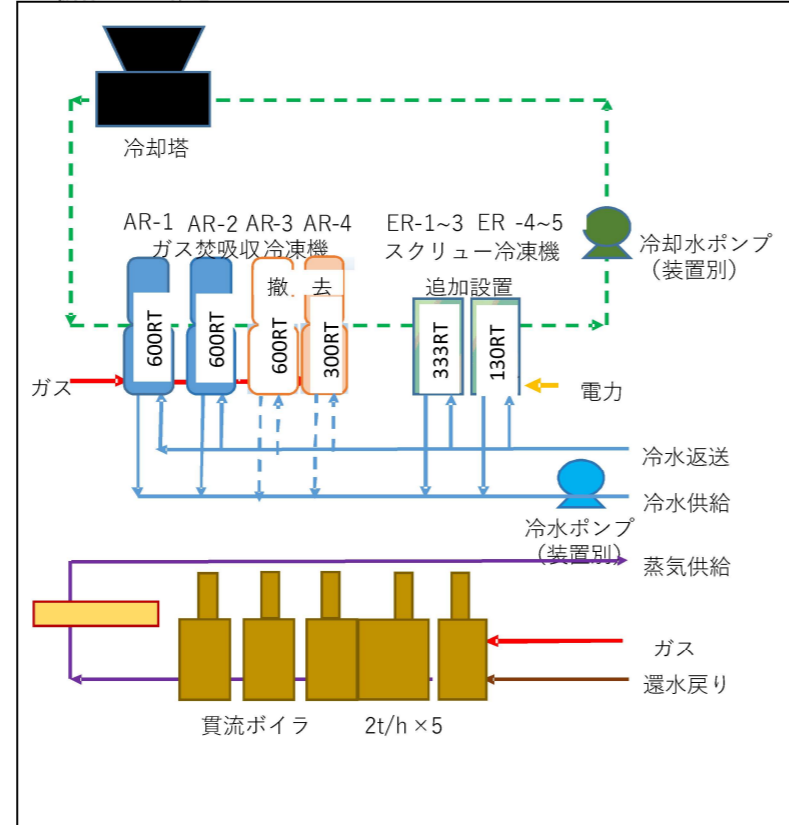 冷却塔
AR-1 AR-2 AR-3 AR-4
ガス焚吸収冷凍機
ER-1~3 ER -4~5
スクリュー冷凍機
冷却水ポンプ
（装置別）
撤 去
追加設置
600RT
600RT
600RT
300RT
333RT
130RT
ガス
電力
冷水返送
冷水供給
冷水ポンプ
（装置別）
蒸気供給
ガス
還水戻り
貫流ボイラ 2t/h×5